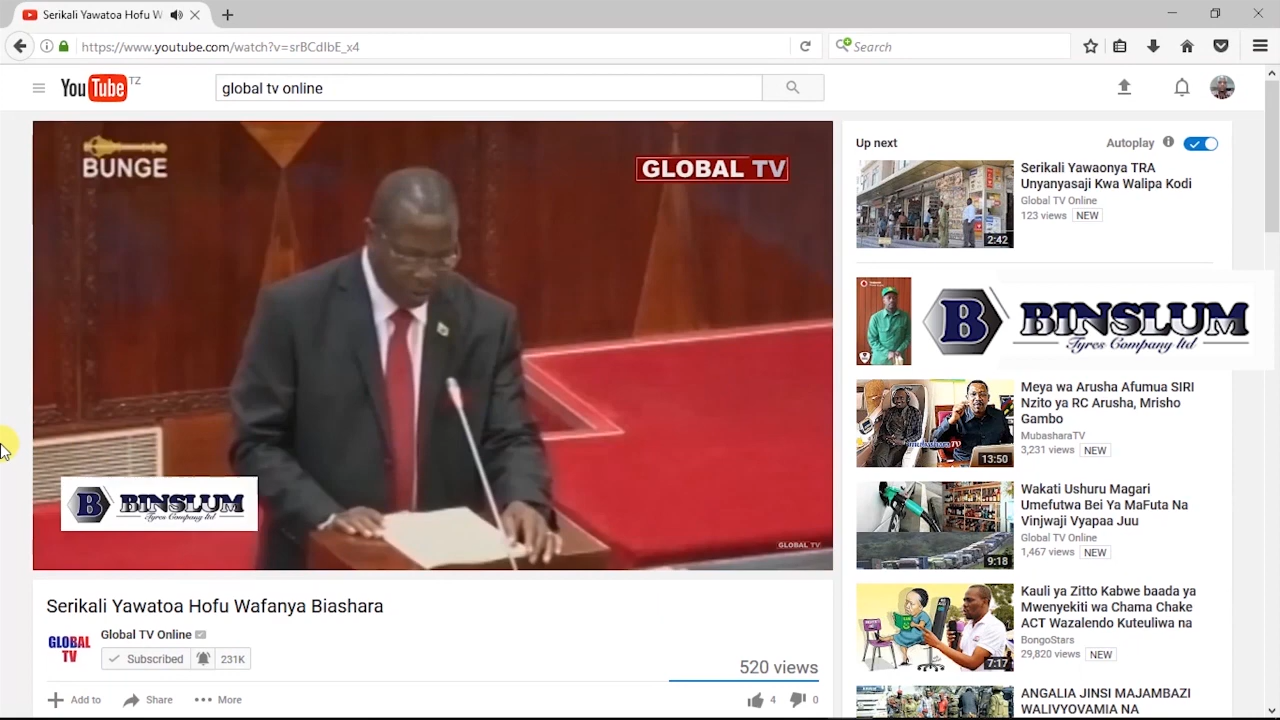 Serikali Yawatoa Hofu W
https://www.youtube.com/watch?v=srBCdIbE_x4
Search
YouTube TZ
global tv online
BUNGE
GLOBAL TV
B BINSLUM
Tyres Company ltd
GLOBAL TV
Serikali Yawatoa Hofu Wafanya Biashara
GLOBAL TV
Global TV Online
Subscribed 231K
520 views
Add to Share More
4 0
Up next Autoplay
Serikali Yawaonya TRA
Unyanyasaji Kwa Walipa Kodi
Global TV Online
123 views NEW
2:42
B BINSLUM
Tyres Company ltd
Meya wa Arusha Afumua SIRI
Nzito ya RC Arusha, Mrisho
Gambo
MubasharaTV
3,231 views NEW
13:50
Wakati Ushuru Magari
Umefutwa Bei Ya MaFuta Na
Vinjwaji Vyapaa Juu
Global TV Online
1,467 views NEW
9:18
Kauli ya Zitto Kabwe baada ya
Mwenyekiti wa Chama Chake
ACT Wazalendo Kuteuliwa na
BongoStars
29,820 views NEW
7:17
ANGALIA JINSI MAJAMBAZI
WALIVYOVAMIA NA